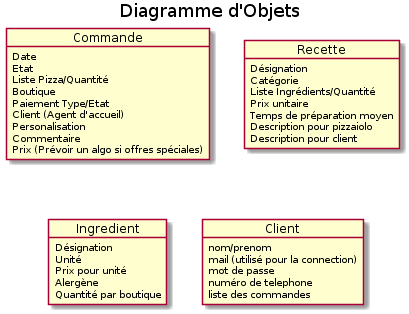 Diagramme d'Objets
Commande
Date
Etat
Liste Pizza/Quantité
Boutique
Paiement Type/Etat
Client (Agent d'accueil)
Personalisation
Commentaire
Prix (Prévoir un algo si offres spéciales)
Recette
Désignation
Catégorie
Liste Ingrédients/Quantité
Prix unitaire
Temps de préparation moyen
Description pour pizzaiolo
Description pour client
Ingredient
Désignation
Unité
Prix pour unité
Alergène
Quantité par boutique
Client
nom/prenom
mail (utilisé pour la connection)
mot de passe
numéro de telephone
liste des commandes